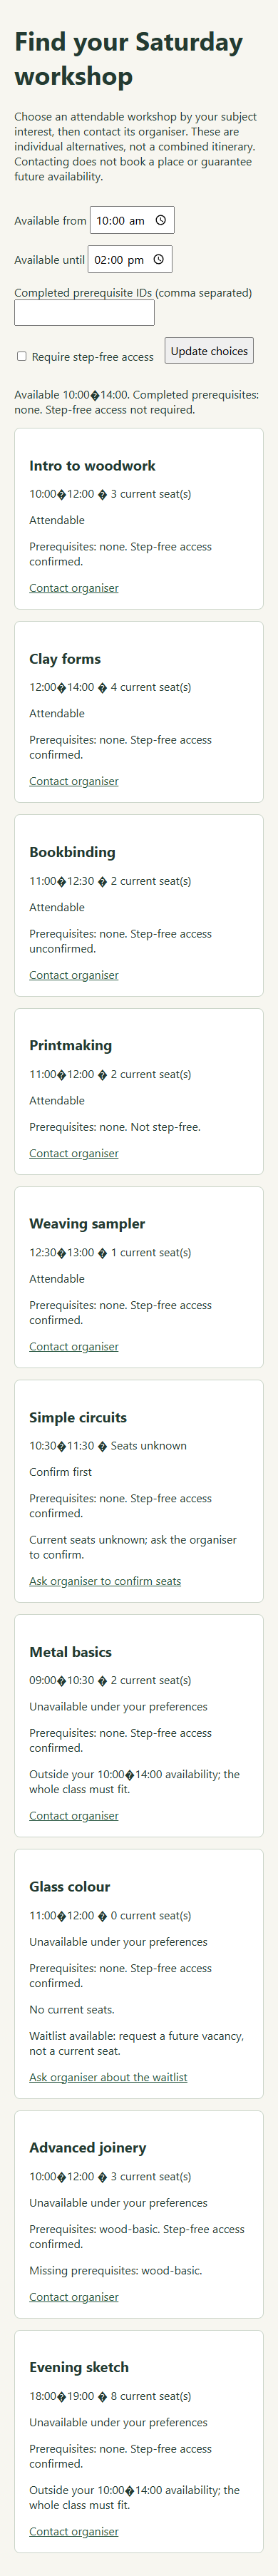 Find your Saturday
workshop
Choose an attendable workshop by your subject
interest, then contact its organiser. These are
individual alternatives, not a combined itinerary.
Contacting does not book a place or guarantee
future availability.
Available from 10:00 am
Available until 02:00 pm
Completed prerequisite IDs (comma separated)
Require step-free access Update choices
Available 10:00�14:00. Completed prerequisites:
none. Step-free access not required.
Intro to woodwork
10:00�12:00 � 3 current seat(s)
Attendable
Prerequisites: none. Step-free access
confirmed.
Contact organiser
Clay forms
12:00�14:00 � 4 current seat(s)
Attendable
Prerequisites: none. Step-free access
confirmed.
Contact organiser
Bookbinding
11:00�12:30 � 2 current seat(s)
Attendable
Prerequisites: none. Step-free access
unconfirmed.
Contact organiser
Printmaking
11:00�12:00 � 2 current seat(s)
Attendable
Prerequisites: none. Not step-free.
Contact organiser
Weaving sampler
12:30�13:00 � 1 current seat(s)
Attendable
Prerequisites: none. Step-free access
confirmed.
Contact organiser
Simple circuits
10:30�11:30 � Seats unknown
Confirm first
Prerequisites: none. Step-free access
confirmed.
Current seats unknown; ask the organiser
to confirm.
Ask organiser to confirm seats
Metal basics
09:00�10:30 � 2 current seat(s)
Unavailable under your preferences
Prerequisites: none. Step-free access
confirmed.
Outside your 10:00�14:00 availability; the
whole class must fit.
Contact organiser
Glass colour
11:00�12:00 � 0 current seat(s)
Unavailable under your preferences
Prerequisites: none. Step-free access
confirmed.
No current seats.
Waitlist available: request a future vacancy,
not a current seat.
Ask organiser about the waitlist
Advanced joinery
10:00�12:00 � 3 current seat(s)
Unavailable under your preferences
Prerequisites: wood-basic. Step-free access
confirmed.
Missing prerequisites: wood-basic.
Contact organiser
Evening sketch
18:00�19:00 � 8 current seat(s)
Unavailable under your preferences
Prerequisites: none. Step-free access
confirmed.
Outside your 10:00�14:00 availability; the
whole class must fit.
Contact organiser